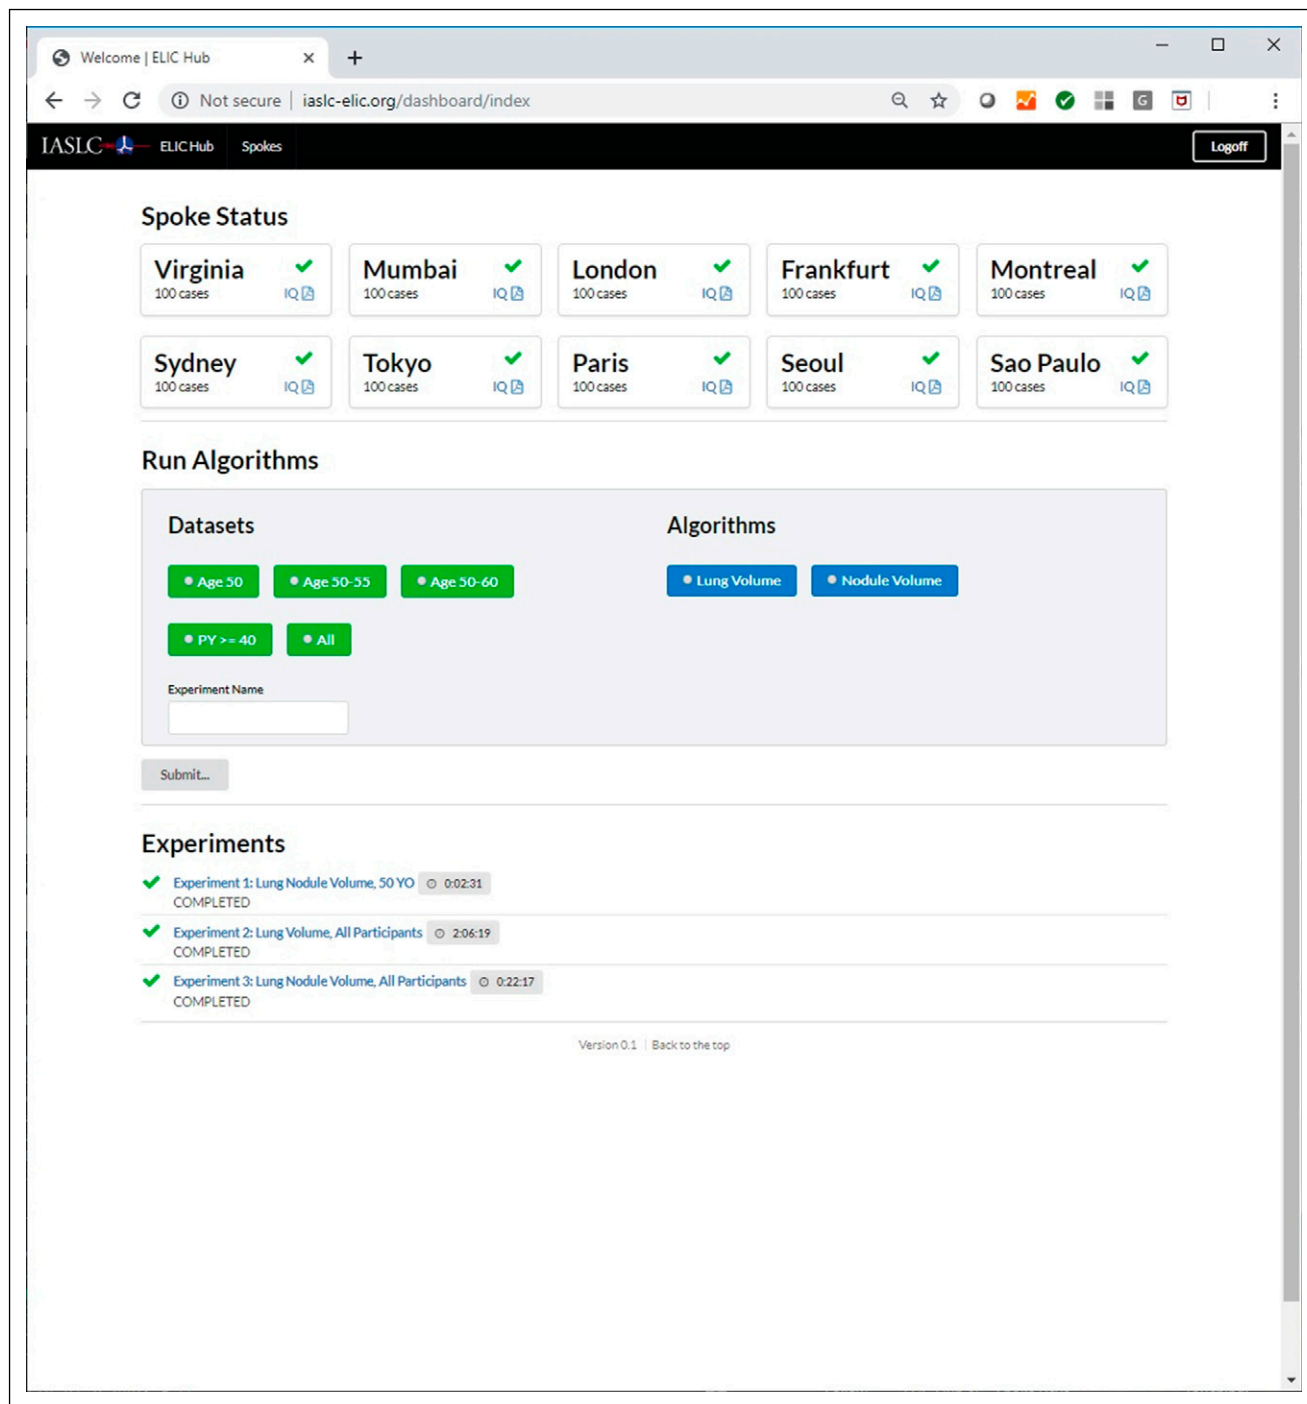 Welcome | ELIC Hub
Not secure | iaslc-elic.org/dashboard/index
IASLC ELIC Hub Spokes Logoff
Spoke Status
Virginia Mumbai London Frankfurt Montreal
100 cases IQ 100 cases IQ 100 cases IQ 100 cases IQ 100 cases IQ
Sydney Tokyo Paris Seoul Sao Paulo
100 cases IQ 100 cases IQ 100 cases IQ 100 cases IQ 100 cases IQ
Run Algorithms
Datasets Algorithms
Age 50 Age 50-55 Age 50-60 Lung Volume Nodule Volume
PY >= 40 All
Experiment Name
Submit...
Experiments
Experiment 1: Lung Nodule Volume, 50 YO 0:02:31
COMPLETED
Experiment 2: Lung Volume, All Participants 2:06:19
COMPLETED
Experiment 3: Lung Nodule Volume, All Participants 0:22:17
COMPLETED
Version 0.1 | Back to the top